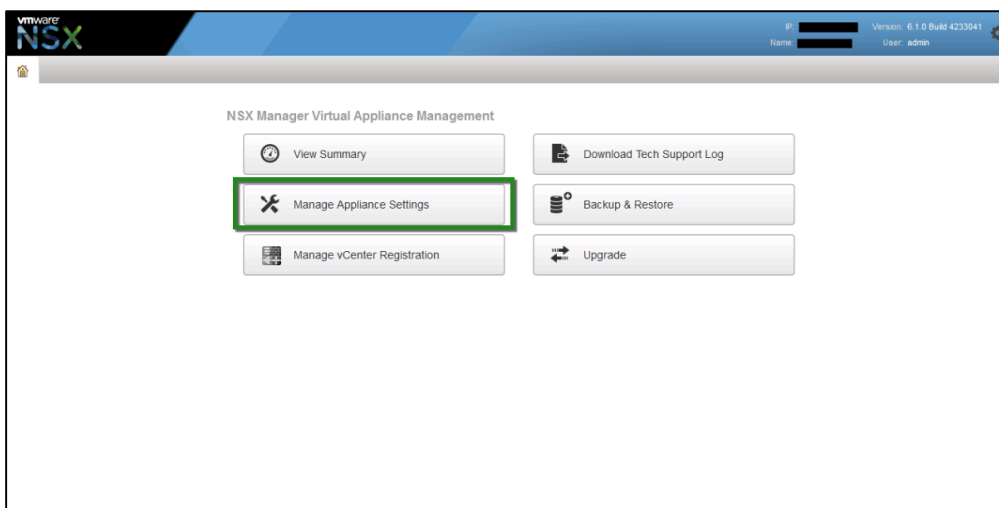 vmware
NSX
IP: Version: 6.1.0 Build 4233041
Name: User: admin
NSX Manager Virtual Appliance Management
View Summary
Download Tech Support Log
Manage Appliance Settings
Backup & Restore
Manage vCenter Registration
Upgrade